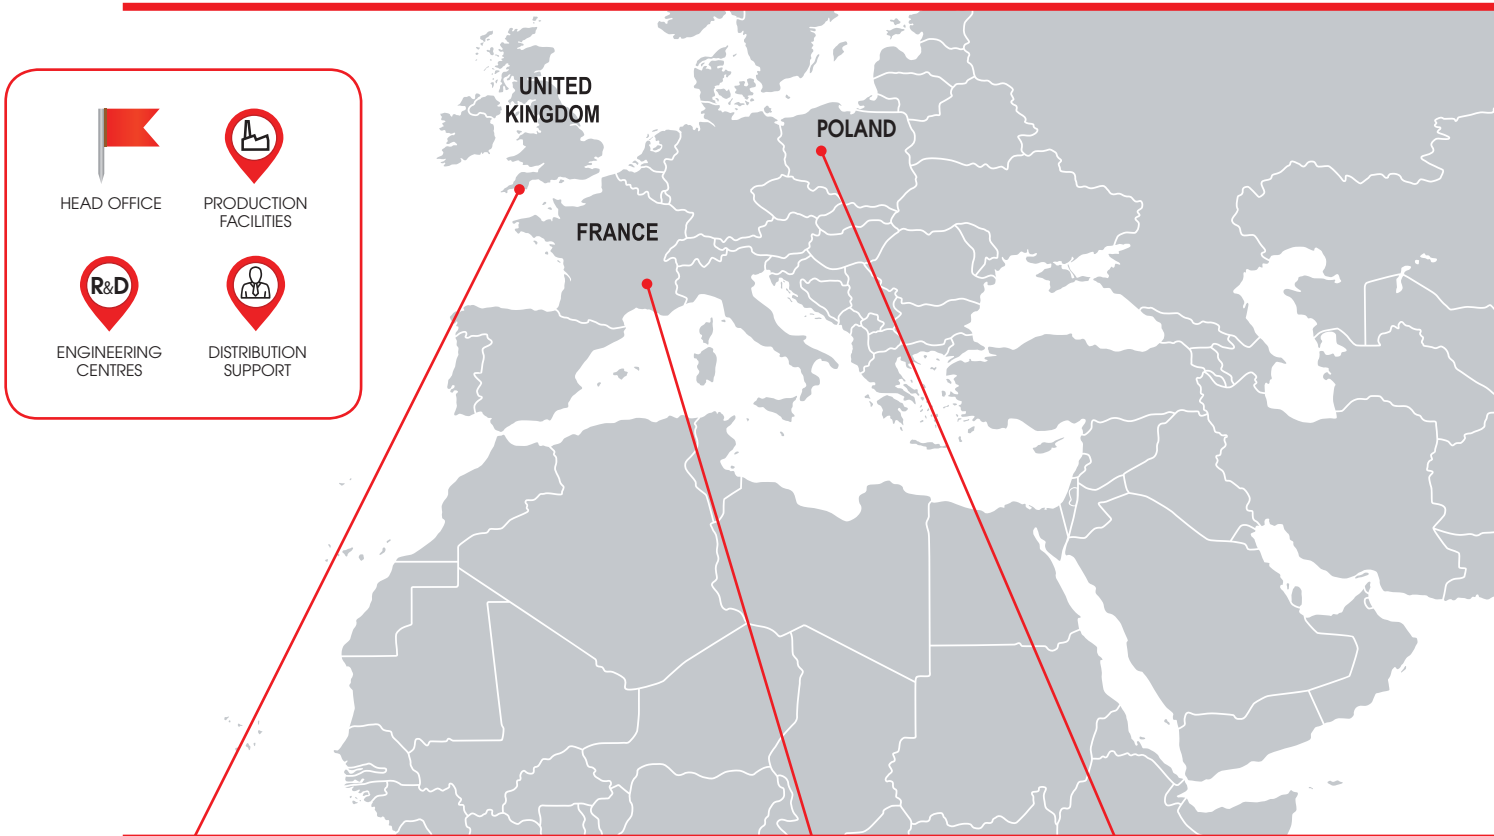 UNITED
KINGDOM
POLAND
FRANCE
HEAD OFFICE
PRODUCTION
FACILITIES
R&D
ENGINEERING
CENTRES
DISTRIBUTION
SUPPORT